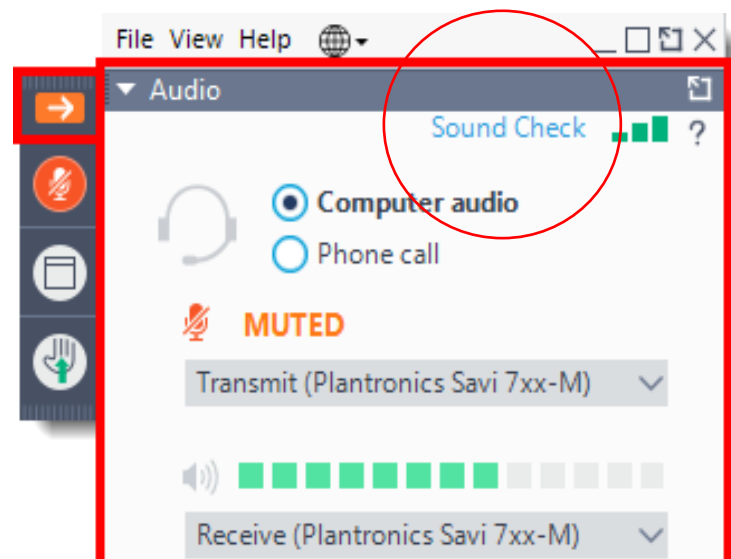 File View Help
Audio
Sound Check ?
Computer audio
Phone call
MUTED
Transmit (Plantronics Savi 7xx-M)
Receive (Plantronics Savi 7xx-M)